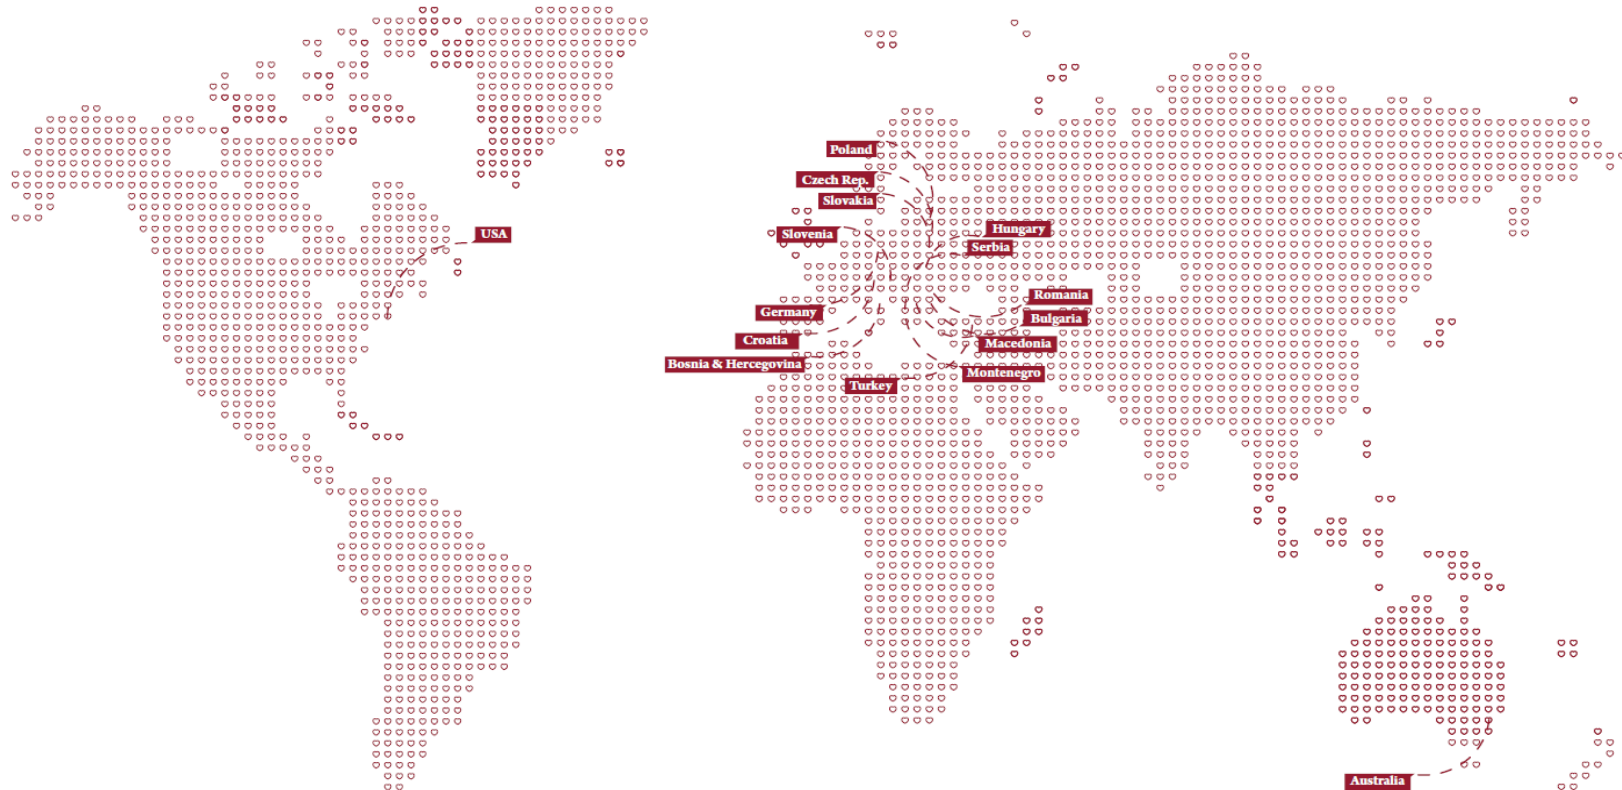 Poland
Czech Rep.
Slovakia
USA
Slovenia
Hungary
Serbia
Romania
Germany
Bulgaria
Croatia
Macedonia
Bosnia & Hercegovina
Montenegro
Turkey
Australia